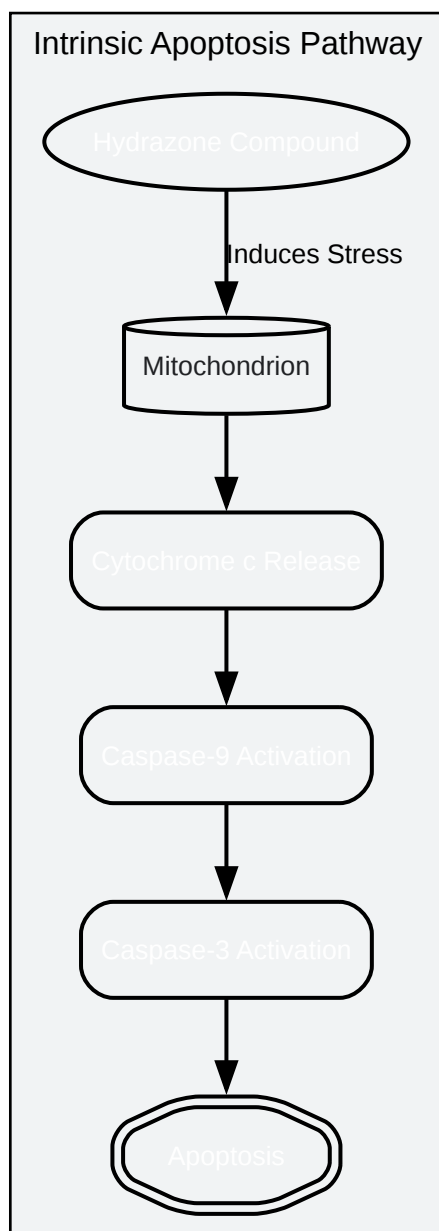 Intrinsic Apoptosis Pathway
Hydrazone Compound
Induces Stress
Mitochondrion
Cytochrome c Release
Caspase-9 Activation
Caspase-3 Activation
Apoptosis